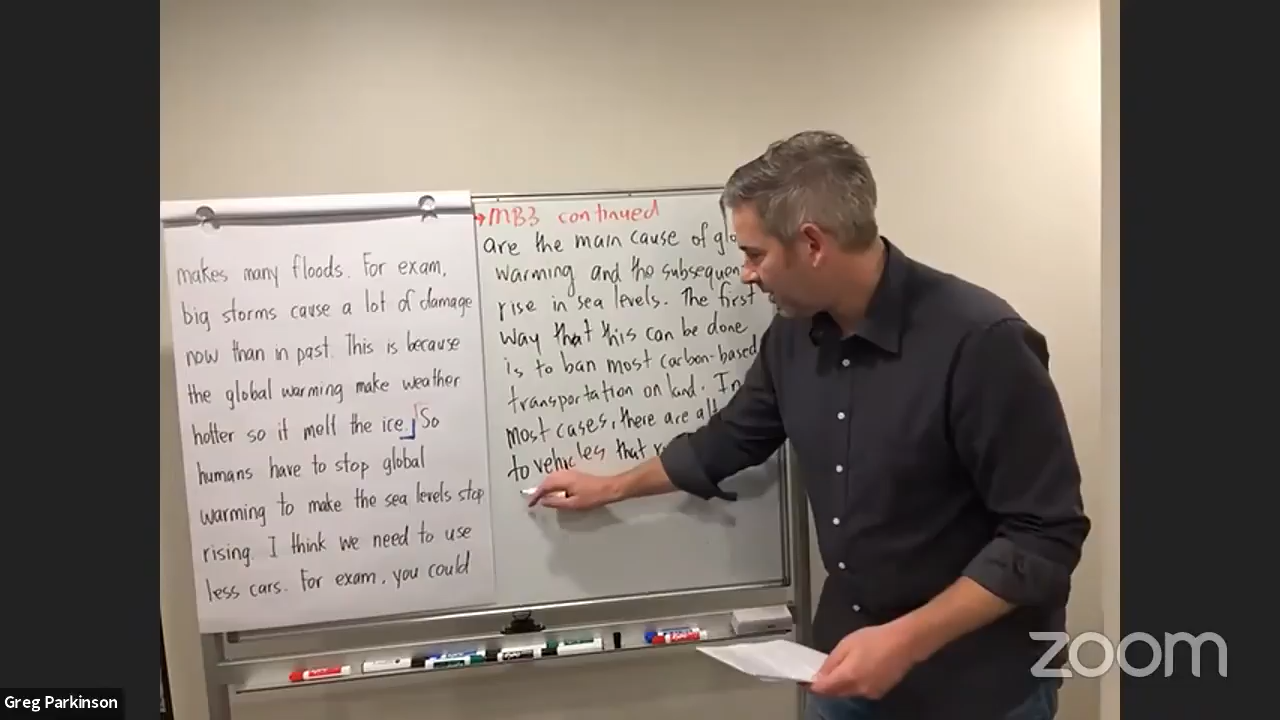 makes many floods. For exam,
big storms cause a lot of damage
now than in past. This is because
the global warming make weather
hotter so it melt the ice. So
humans have to stop global
warming to make the sea levels stop
rising. I think we need to use
less cars. For exam, you could
→MB3 continued
are the main cause of glo
warming and the subsequen
rise in sea levels. The first
way that this can be done
is to ban most carbon-based
transportation on land. In
most cases, there are alt
to vehicles that
zoom
Greg Parkinson